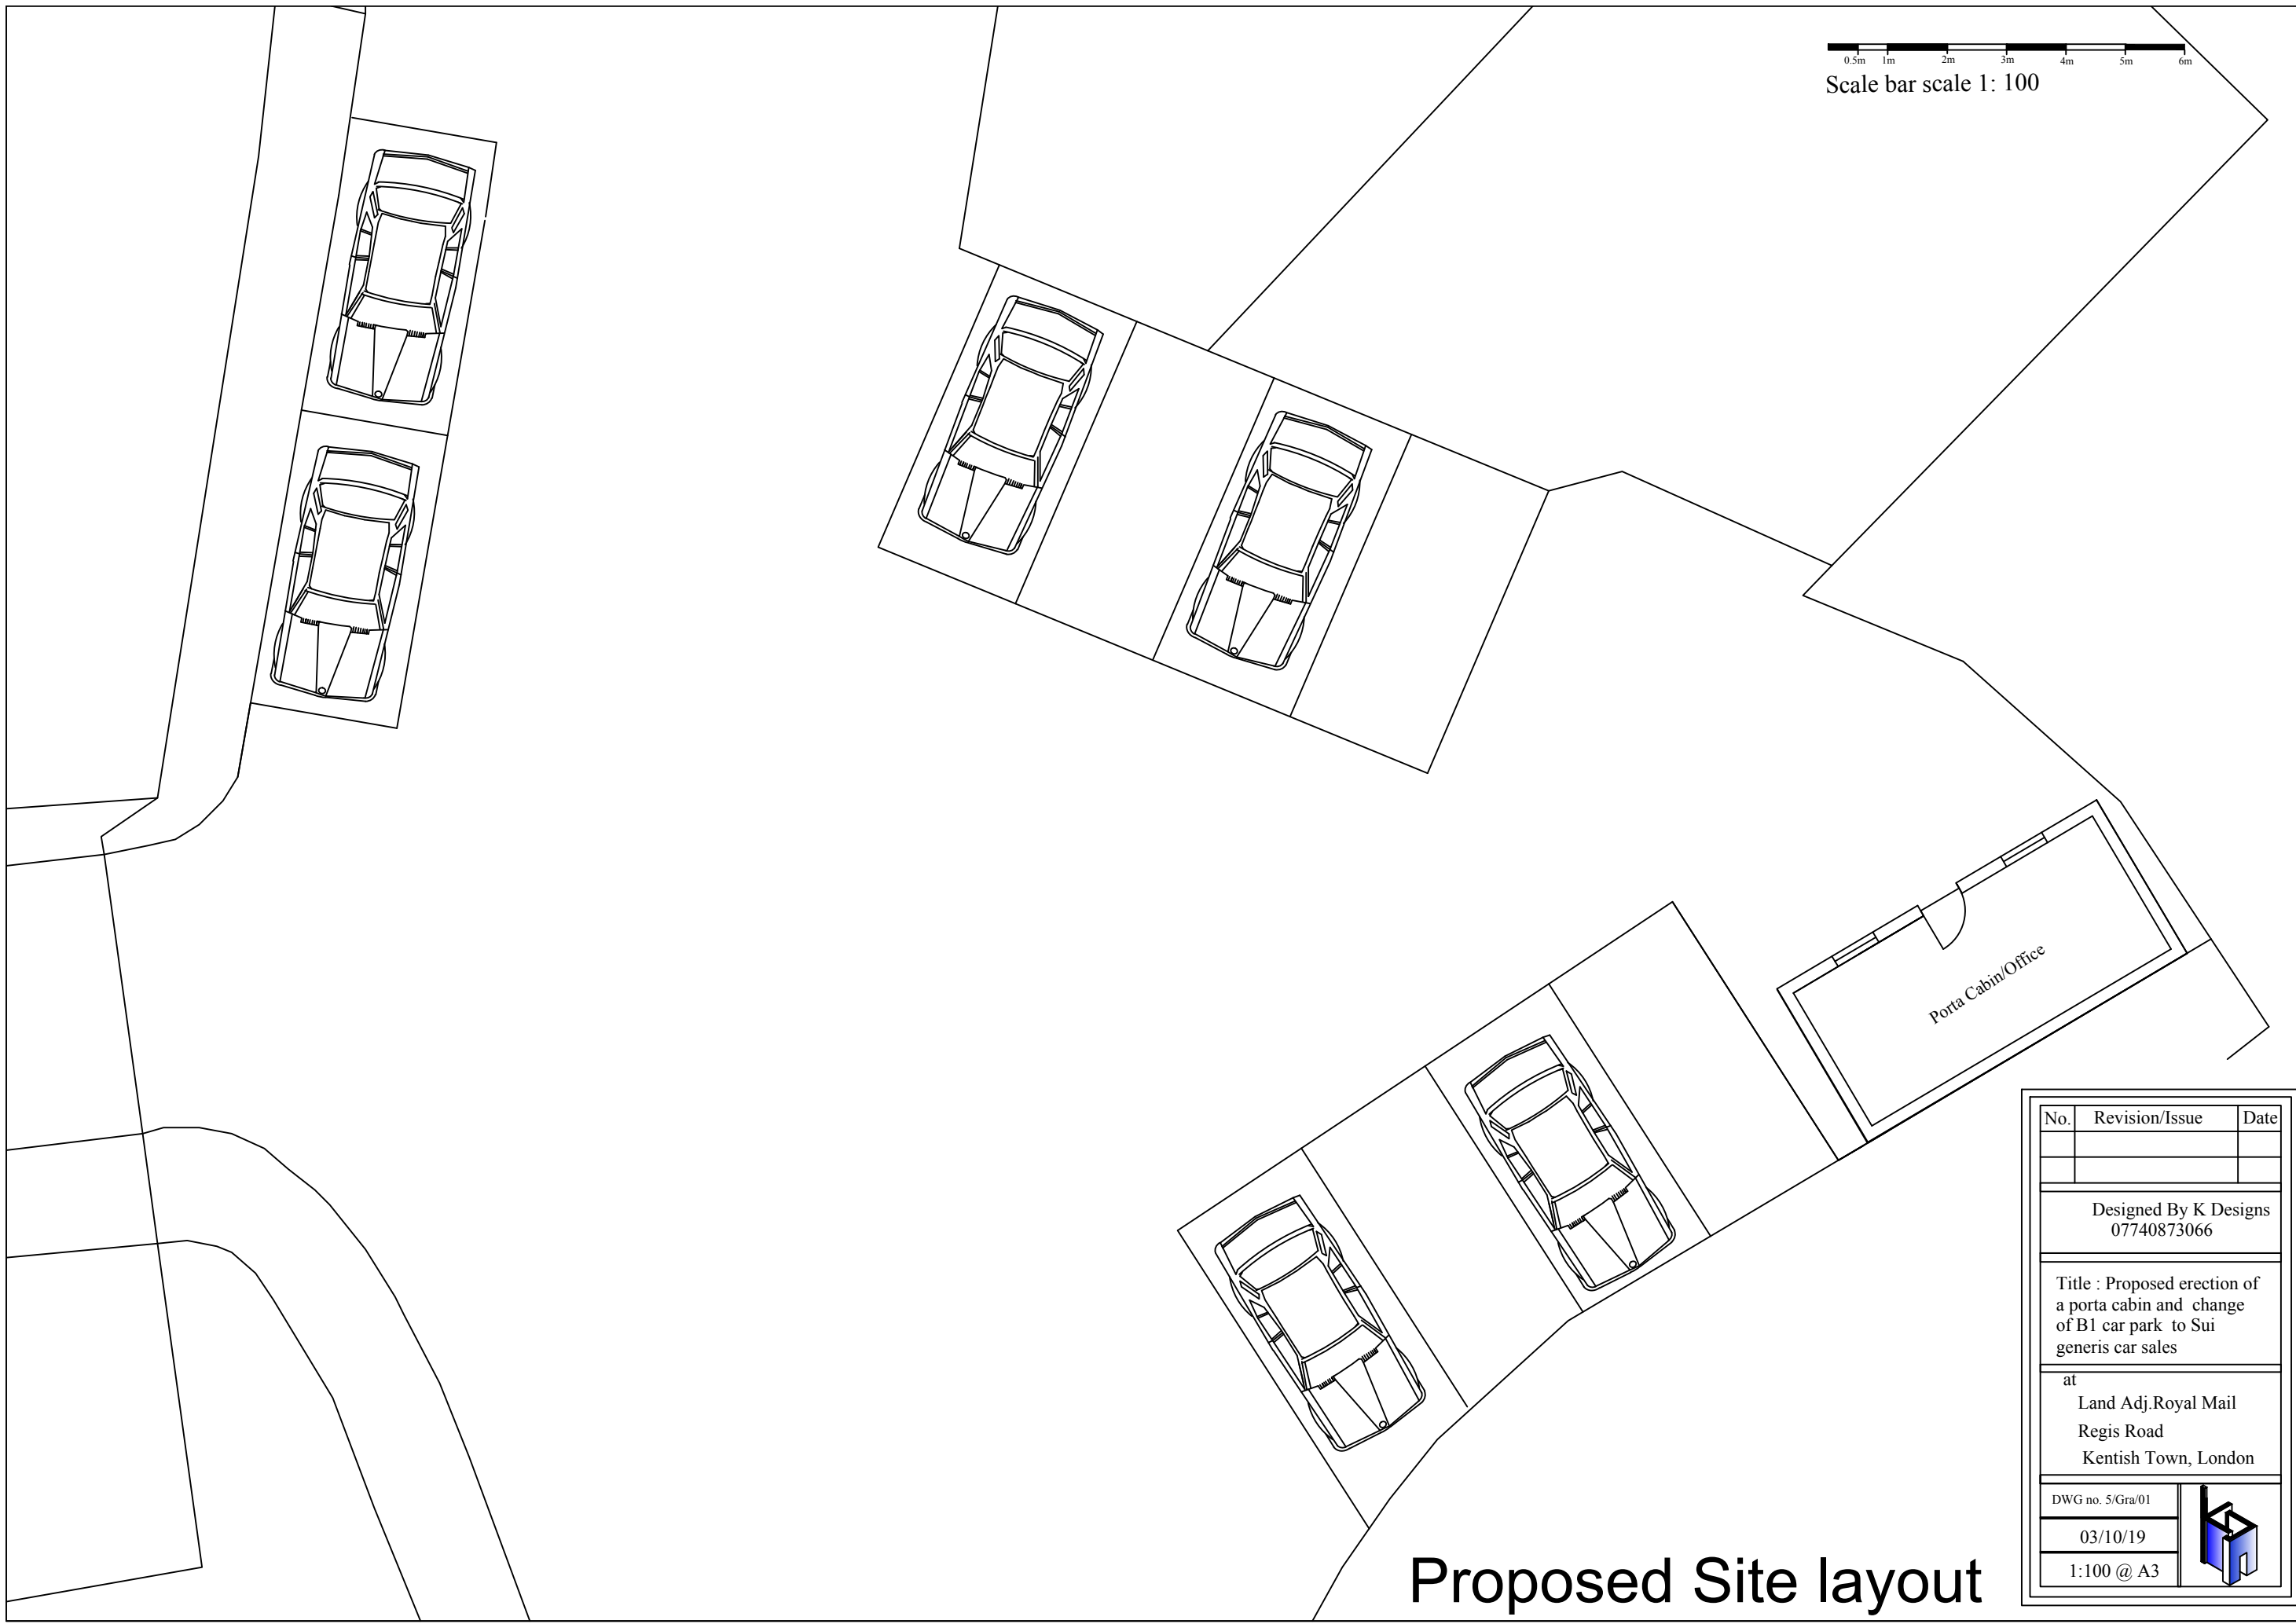 0.5m 1m 2m 3m 4m 5m 6m
Scale bar scale 1: 100
Porta Cabin/Office
No. Revision/Issue Date
Designed By K Designs
07740873066
Title : Proposed erection of
a porta cabin and change
of B1 car park to Sui
generis car sales
at
Land Adj.Royal Mail
Regis Road
Kentish Town, London
DWG no. 5/Gra/01
03/10/19
1:100 @ A3
Proposed Site layout